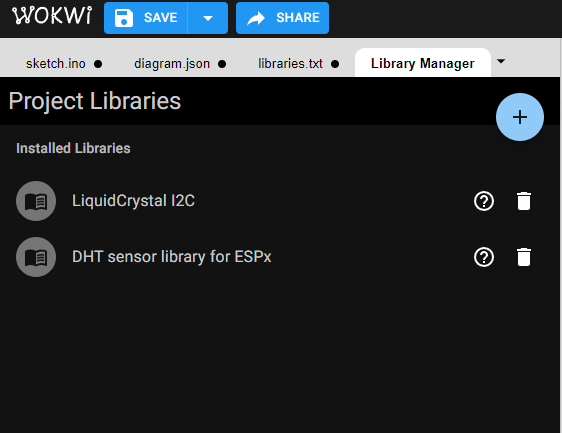 WOKWI SAVE SHARE
sketch.ino diagram.json libraries.txt Library Manager
Project Libraries
Installed Libraries
LiquidCrystal I2C
DHT sensor library for ESPx